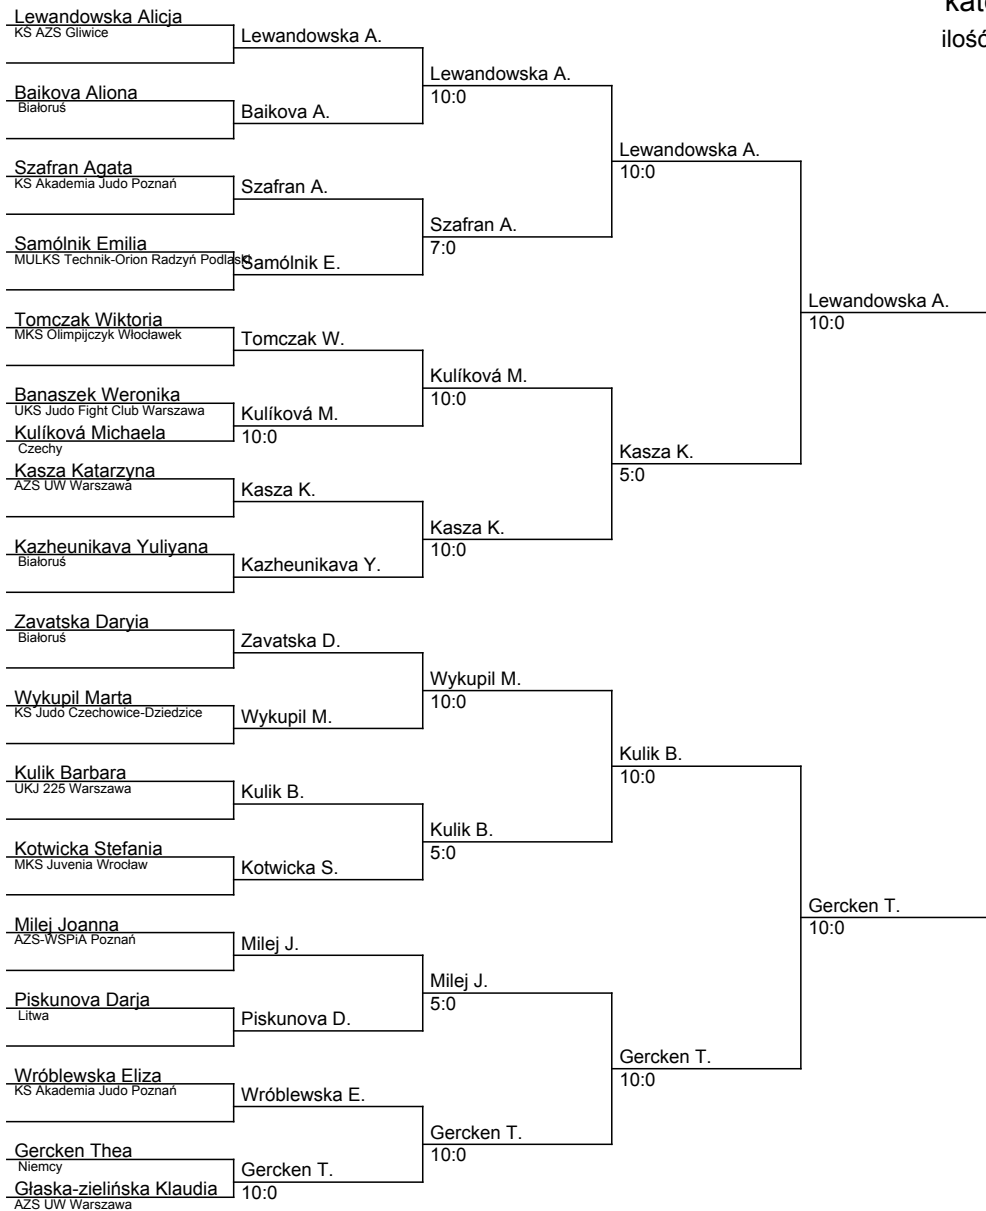 kat
ilość
Lewandowska Alicja
KS AZS Gliwice
Baikova Aliona
Białoruś
Szafran Agata
KS Akademia Judo Poznań
Samólnik Emilia
MULKS Technik-Orion Radzyń Podlaski
Tomczak Wiktoria
MKS Olimpijczyk Włocławek
Banaszek Weronika
UKS Judo Fight Club Warszawa
Kulíková Michaela
Czechy
Kasza Katarzyna
AZS UW Warszawa
Kazheunikava Yuliyana
Białoruś
Zavatska Daryia
Białoruś
Wykupil Marta
KS Judo Czechowice-Dziedzice
Kulik Barbara
UKJ 225 Warszawa
Kotwicka Stefania
MKS Juvenia Wrocław
Milej Joanna
AZS-WSPiA Poznań
Piskunova Darja
Litwa
Wróblewska Eliza
KS Akademia Judo Poznań
Gercken Thea
Niemcy
Głaska-zielińska Klaudia
AZS UW Warszawa
Lewandowska A.
Baikova A.
Szafran A.
Samólnik E.
Tomczak W.
Kulíková M.
10:0
Kasza K.
Kazheunikava Y.
Zavatska D.
Wykupil M.
Kulik B.
Kotwicka S.
Milej J.
Piskunova D.
Wróblewska E.
Gercken T.
10:0
Lewandowska A.
10:0
Szafran A.
7:0
Kulíková M.
10:0
Kasza K.
10:0
Wykupil M.
10:0
Kulik B.
5:0
Milej J.
5:0
Gercken T.
10:0
Lewandowska A.
10:0
Kasza K.
5:0
Kulik B.
10:0
Gercken T.
10:0
Lewandowska A.
10:0
Gercken T.
10:0